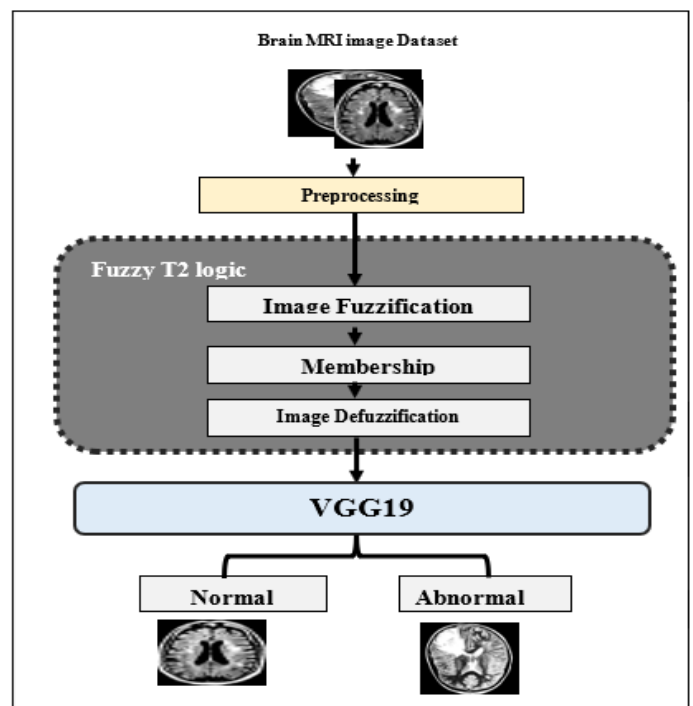 Brain MRI image Dataset
Preprocessing
Fuzzy T2 logic
Image Fuzzification
Membership
Image Defuzzification
VGG19
Normal
Abnormal